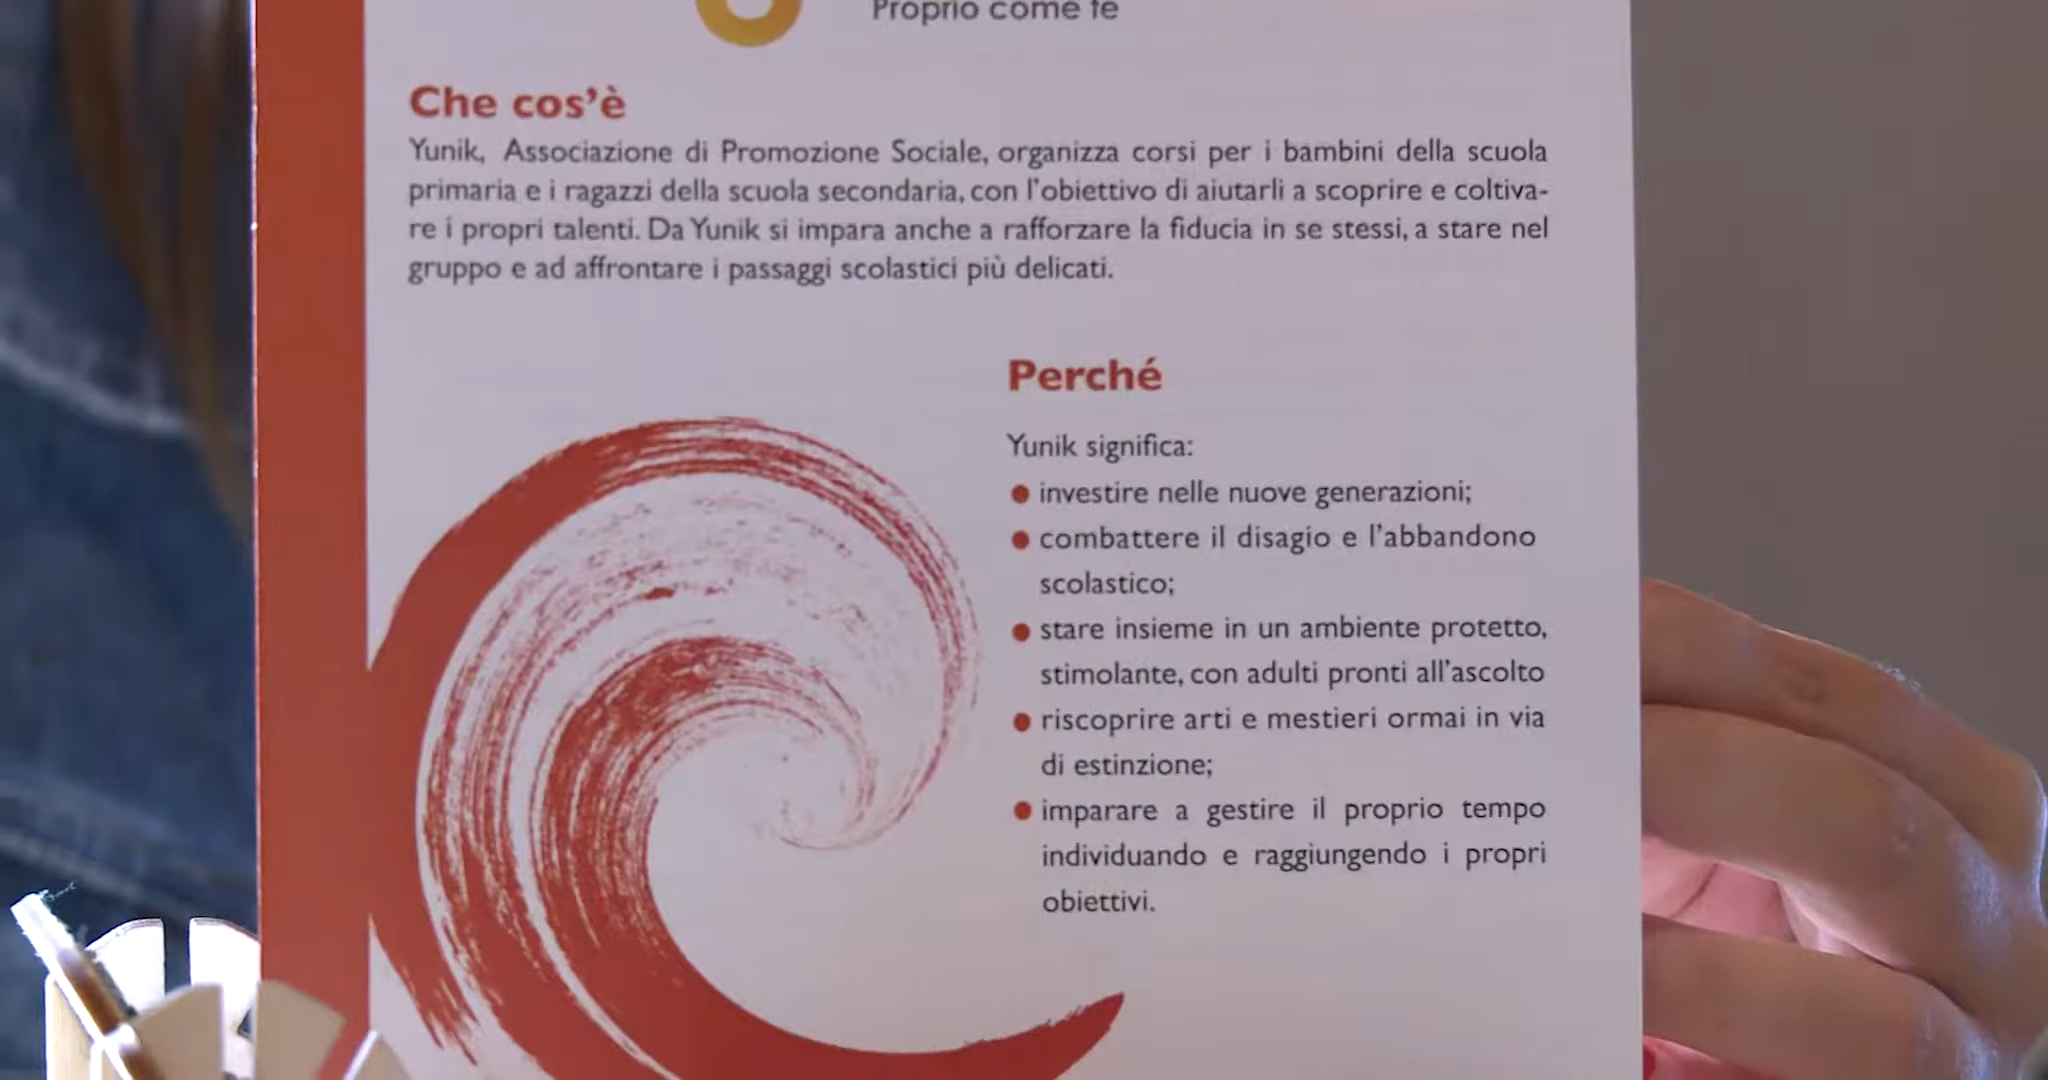 Proprio come te
Che cos'è
Yunik, Associazione di Promozione Sociale, organizza corsi per i bambini della scuola
primaria e i ragazzi della scuola secondaria, con l'obiettivo di aiutarli a scoprire e coltiva-
re i propri talenti. Da Yunik si impara anche a rafforzare la fiducia in se stessi, a stare nel
gruppo e ad affrontare i passaggi scolastici più delicati.
Perché
Yunik significa:
● investire nelle nuove generazioni;
● combattere il disagio e l'abbandono
scolastico;
● stare insieme in un ambiente protetto,
stimolante, con adulti pronti all'ascolto
● riscoprire arti e mestieri ormai in via
di estinzione;
● imparare a gestire il proprio tempo
individuando e raggiungendo i propri
obiettivi.